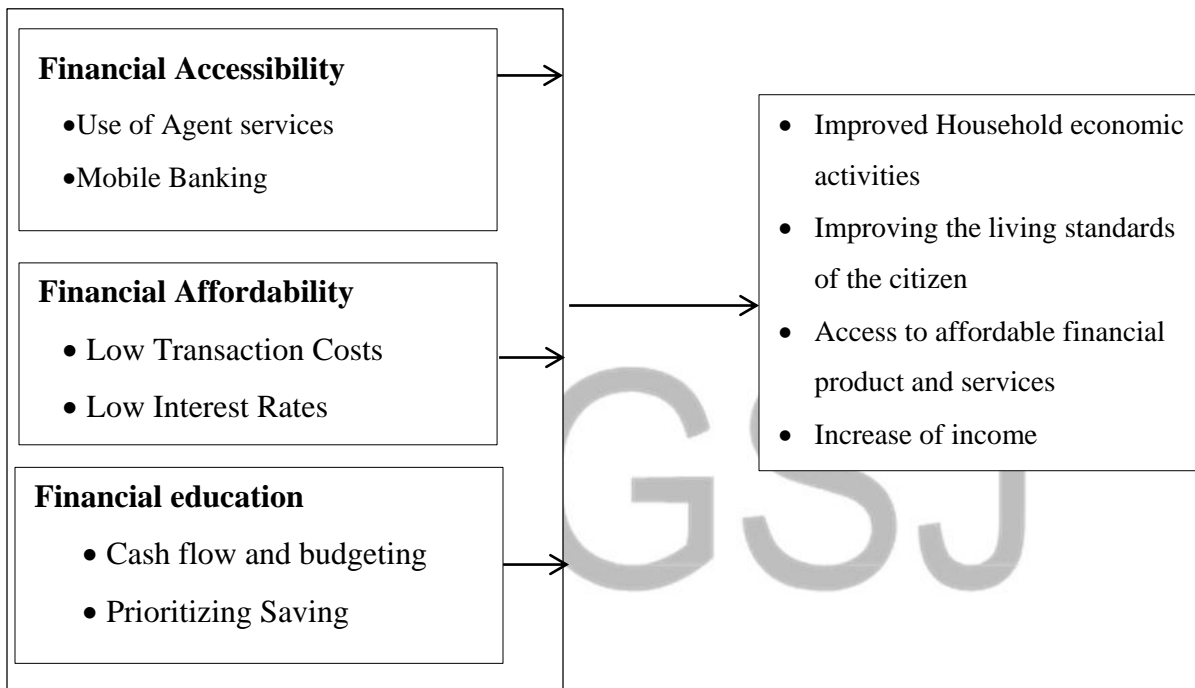 Financial Accessibility
•Use of Agent services
•Mobile Banking
Financial Affordability
• Low Transaction Costs
• Low Interest Rates
Financial education
• Cash flow and budgeting
• Prioritizing Saving
• Improved Household economic
activities
• Improving the living standards
of the citizen
• Access to affordable financial
product and services
• Increase of income
GSJ